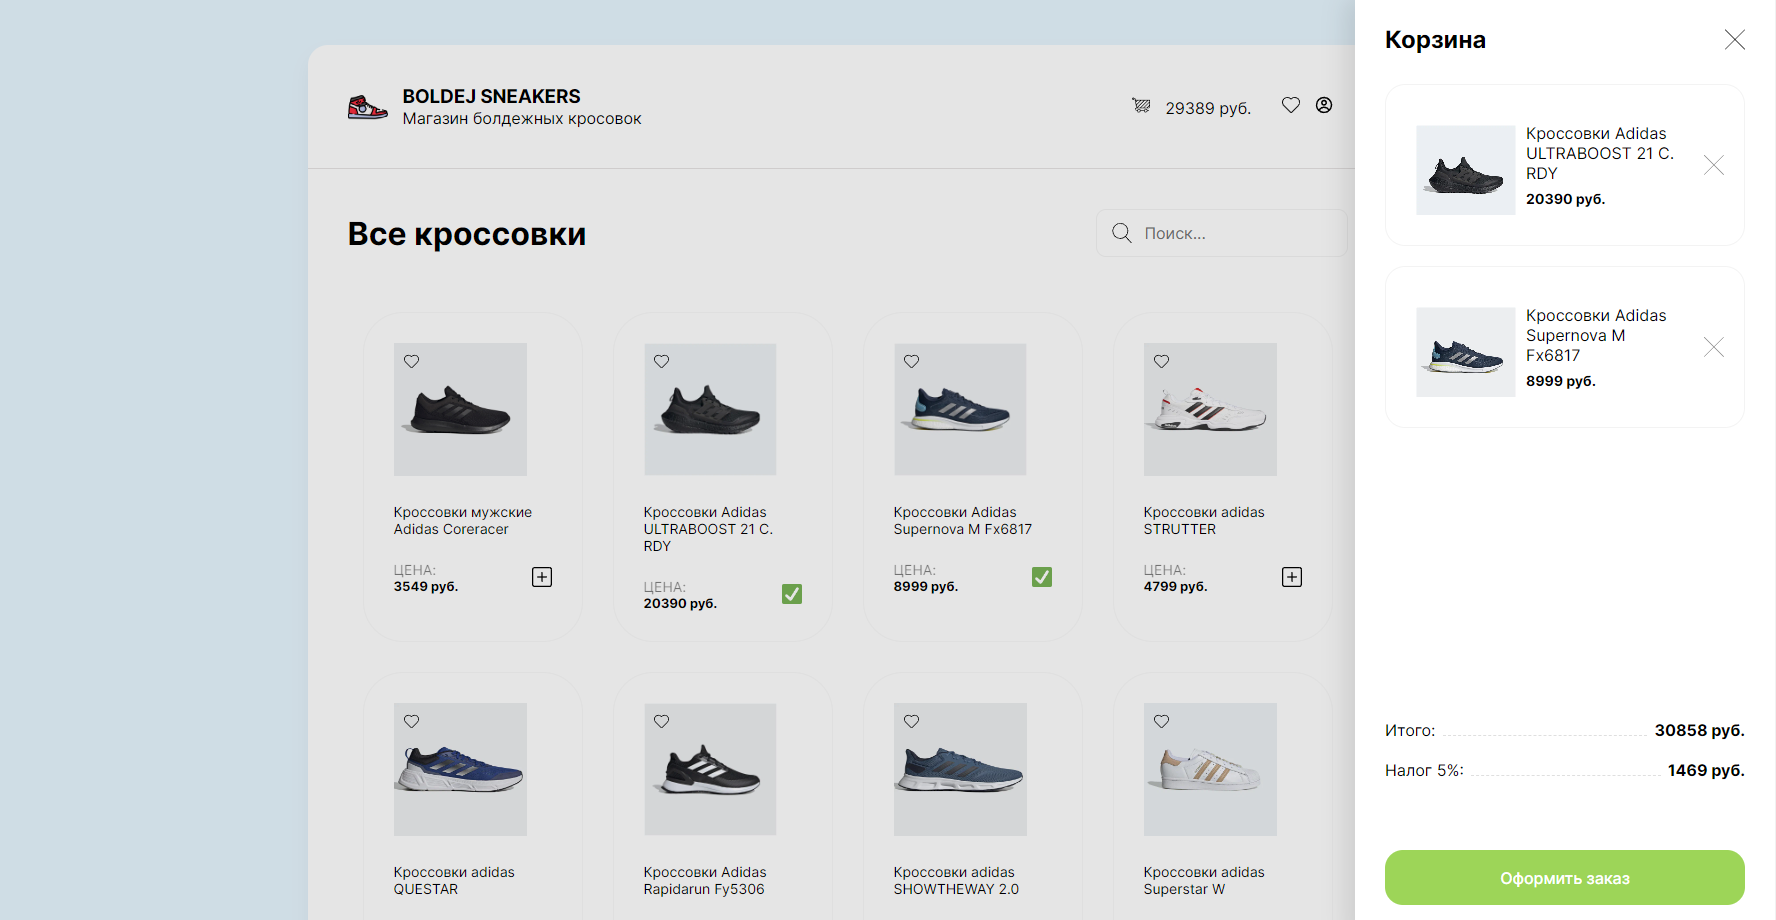 BOLDEJ SNEAKERS
Магазин болдежных кросовок
29389 руб.
Все кроссовки
Поиск...
Кроссовки мужские
Adidas Coreracer
ЦЕНА:
3549 руб.
Кроссовки Adidas
ULTRABOOST 21 C.
RDY
ЦЕНА:
20390 руб.
Кроссовки Adidas
Supernova M Fx6817
ЦЕНА:
8999 руб.
Кроссовки adidas
STRUTTER
ЦЕНА:
4799 руб.
Кроссовки adidas
QUESTAR
Кроссовки Adidas
Rapidarun Fy5306
Кроссовки adidas
SHOWTHEWAY 2.0
Кроссовки adidas
Superstar W
Корзина
Кроссовки Adidas
ULTRABOOST 21 C.
RDY
20390 руб.
Кроссовки Adidas
Supernova M
Fx6817
8999 руб.
Итого: 30858 руб.
Налог 5%: 1469 руб.
Оформить заказ